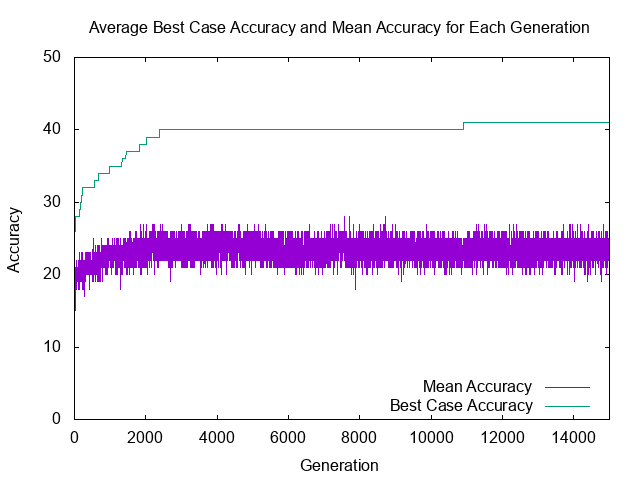 Average Best Case Accuracy and Mean Accuracy for Each Generation
50
40
30
20
10
0
Accuracy
Mean Accuracy
Best Case Accuracy
0 2000 4000 6000 8000 10000 12000 14000
Generation